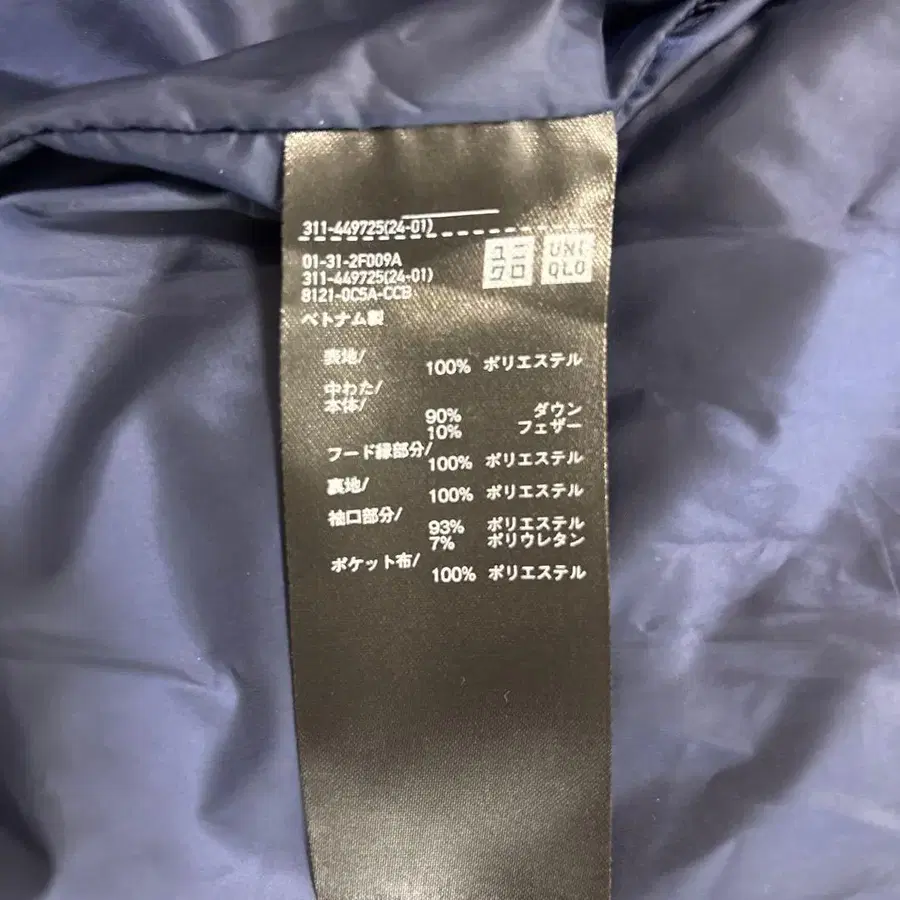 311-449725(24-01)
ユニ
クロ
UNI
QLO
01-31-2F009A
311-449725(24-01)
8121-0C5A-CCB
ベトナム製
表地/
100% ポリエステル
中わた/
本体/
90% ダウン
10% フェザー
フード縁部分/
100% ポリエステル
裏地/
100% ポリエステル
袖口部分/
93% ポリエステル
7% ポリウレタン
ポケット布/
100% ポリエステル